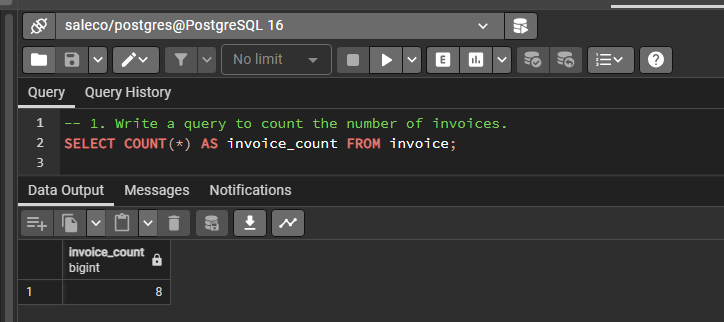 saleco/postgres@PostgreSQL 16
No limit
E
Query Query History
1 -- 1. Write a query to count the number of invoices.
2 SELECT COUNT(*) AS invoice_count FROM invoice;
3
Data Output Messages Notifications
invoice_count
bigint
1 8